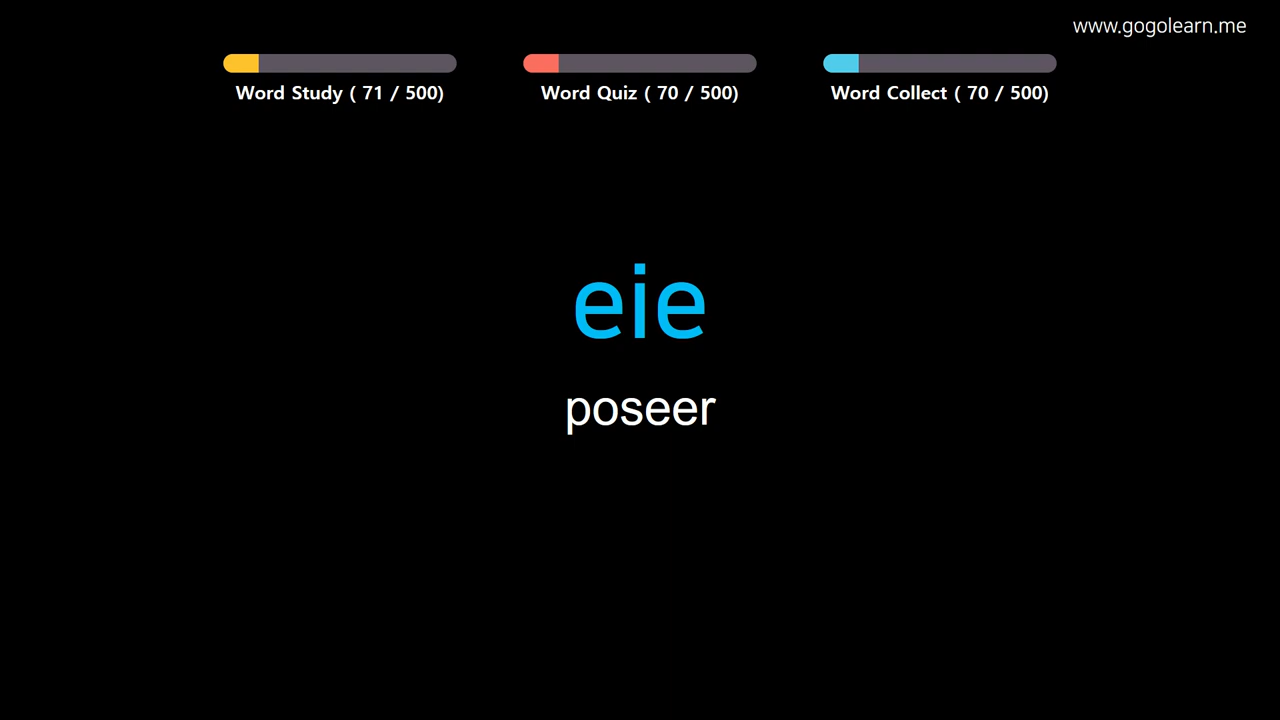 www.gogolearn.me
Word Study ( 71 / 500)
Word Quiz ( 70 / 500)
Word Collect ( 70 / 500)
eie
poseer